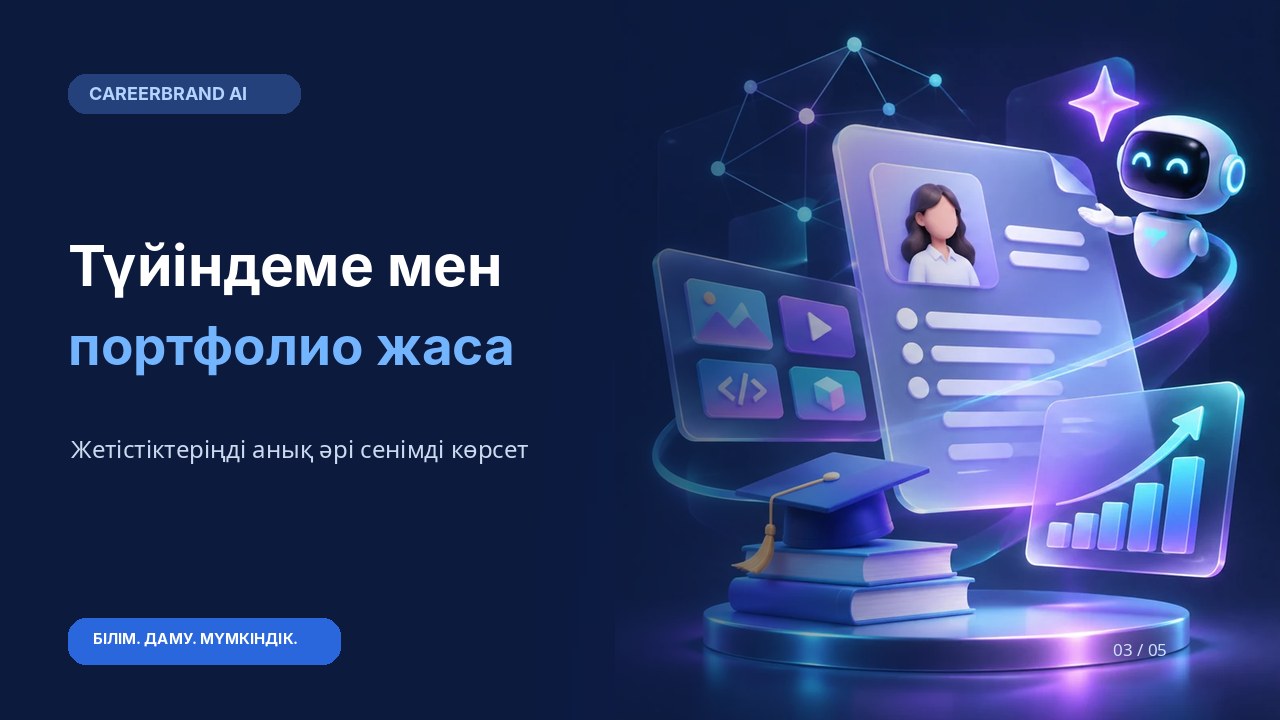 CAREERBRAND AI
Түйіндеме мен
портфолио жаса
Жетістіктеріңді анық әрі сенімді көрсет
БІЛІМ. ДАМУ. МҮМКІНДІК.
03 / 05